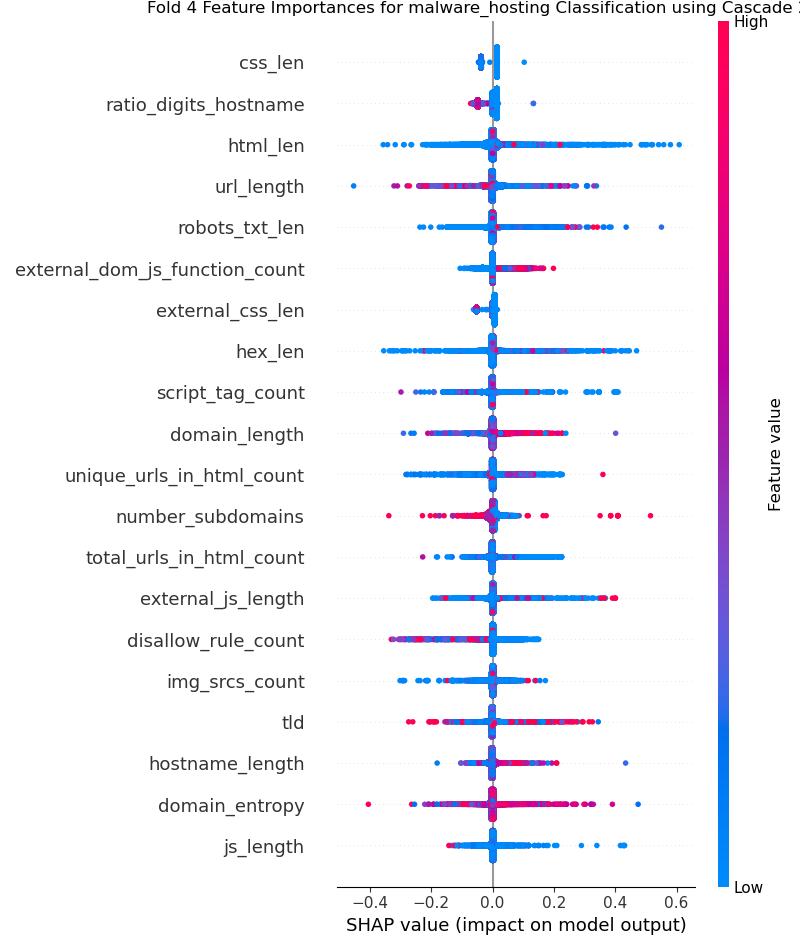 Fold 4 Feature Importances for malware_hosting Classification using Cascade
High
css_len
ratio_digits_hostname
html_len
url_length
robots_txt_len
external_dom_js_function_count
external_css_len
hex_len
script_tag_count
domain_length
unique_urls_in_html_count
number_subdomains
total_urls_in_html_count
external_js_length
disallow_rule_count
img_srcs_count
tld
hostname_length
domain_entropy
js_length
Feature value
Low
−0.4 −0.2 0.0 0.2 0.4 0.6
SHAP value (impact on model output)